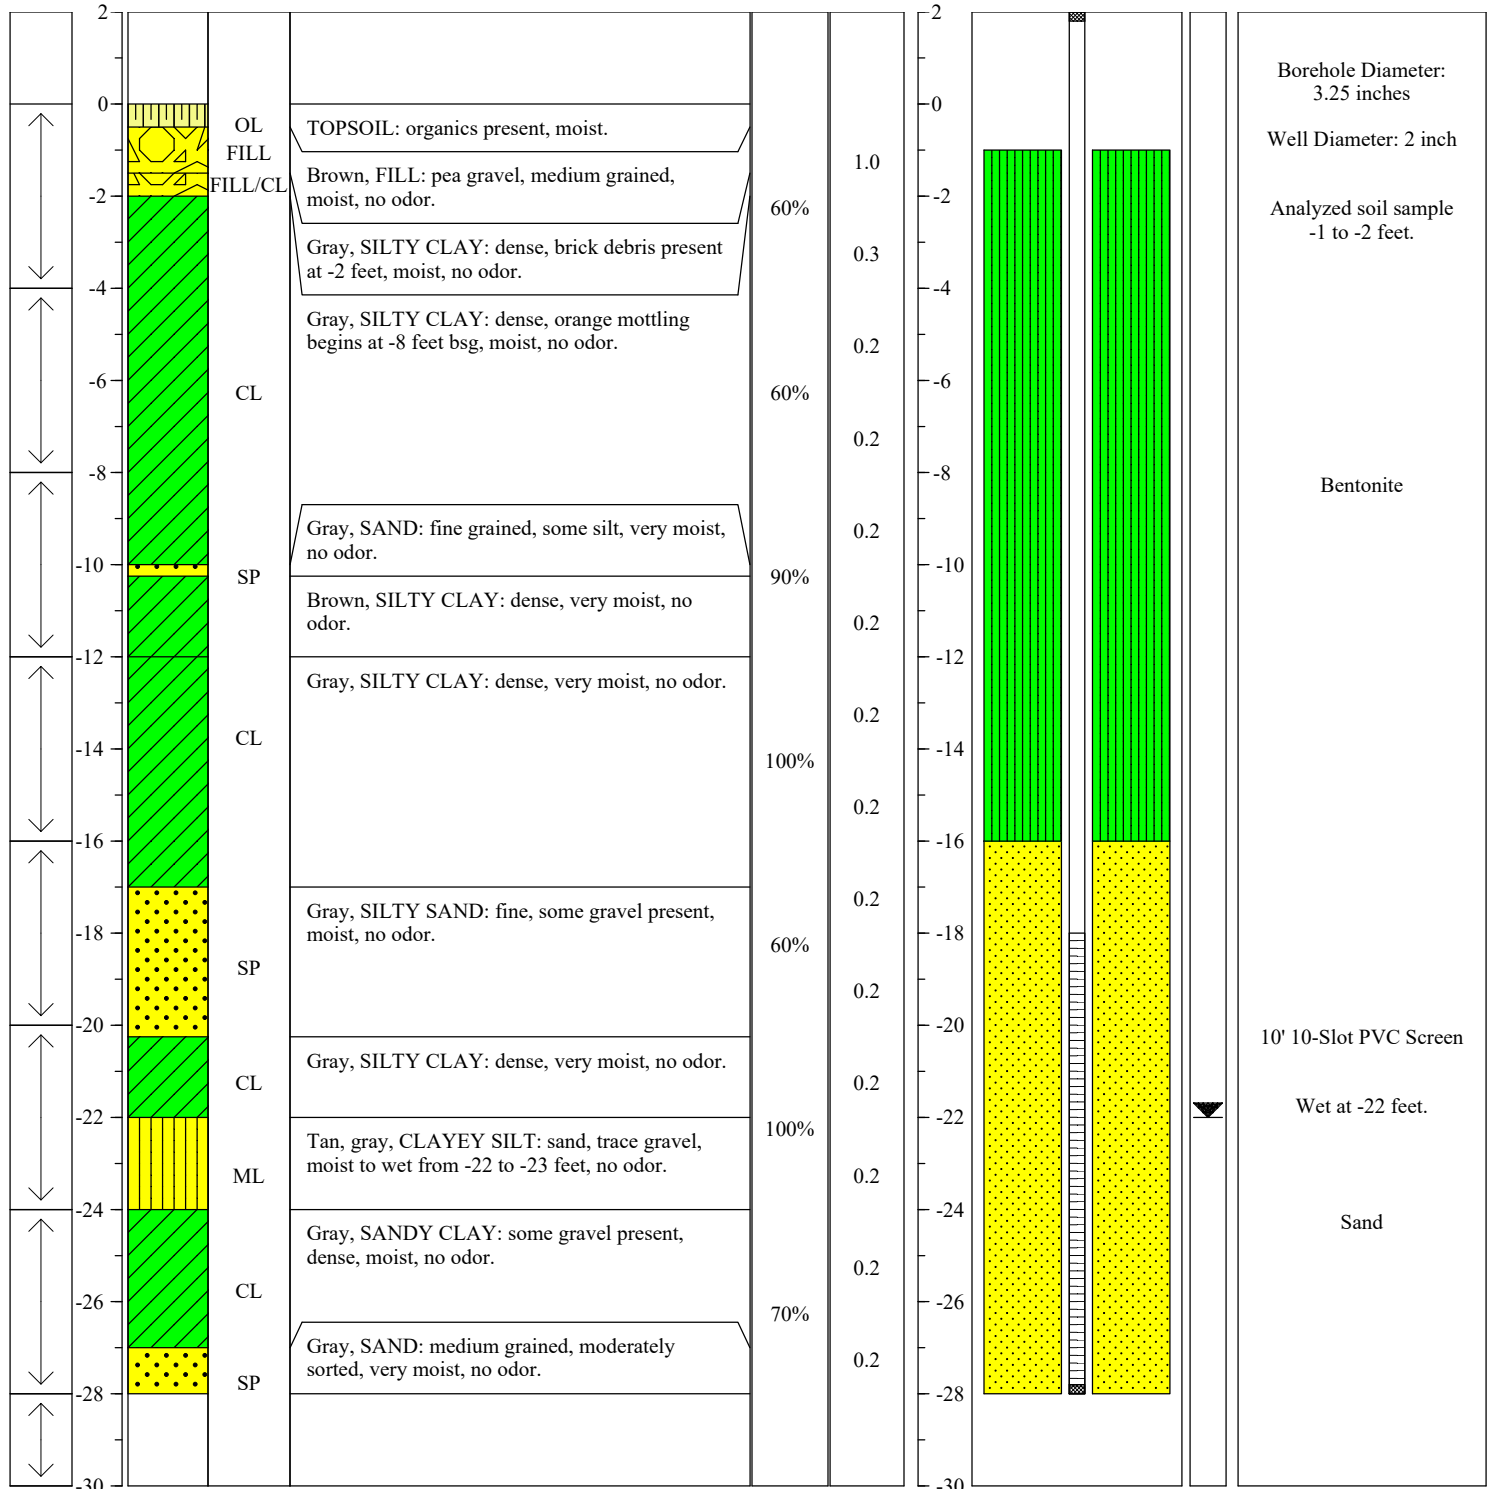 2
0
-2
-4
-6
-8
-10
-12
-14
-16
-18
-20
-22
-24
-26
-28
-30
OL
FILL
FILL/CL
CL
SP
CL
SP
CL
ML
CL
SP
TOPSOIL: organics present, moist.
Brown, FILL: pea gravel, medium grained,
moist, no odor.
Gray, SILTY CLAY: dense, brick debris present
at -2 feet, moist, no odor.
Gray, SILTY CLAY: dense, orange mottling
begins at -8 feet bsg, moist, no odor.
Gray, SAND: fine grained, some silt, very moist,
no odor.
Brown, SILTY CLAY: dense, very moist, no
odor.
Gray, SILTY CLAY: dense, very moist, no odor.
Gray, SILTY SAND: fine, some gravel present,
moist, no odor.
Gray, SILTY CLAY: dense, very moist, no odor.
Tan, gray, CLAYEY SILT: sand, trace gravel,
moist to wet from -22 to -23 feet, no odor.
Gray, SANDY CLAY: some gravel present,
dense, moist, no odor.
Gray, SAND: medium grained, moderately
sorted, very moist, no odor.
60%
60%
90%
100%
60%
100%
70%
1.0
0.3
0.2
0.2
0.2
0.2
0.2
0.2
0.2
0.2
0.2
0.2
0.2
0.2
2
0
-2
-4
-6
-8
-10
-12
-14
-16
-18
-20
-22
-24
-26
-28
-30
Borehole Diameter:
3.25 inches
Well Diameter: 2 inch
Analyzed soil sample
-1 to -2 feet.
Bentonite
10' 10-Slot PVC Screen
Wet at -22 feet.
Sand